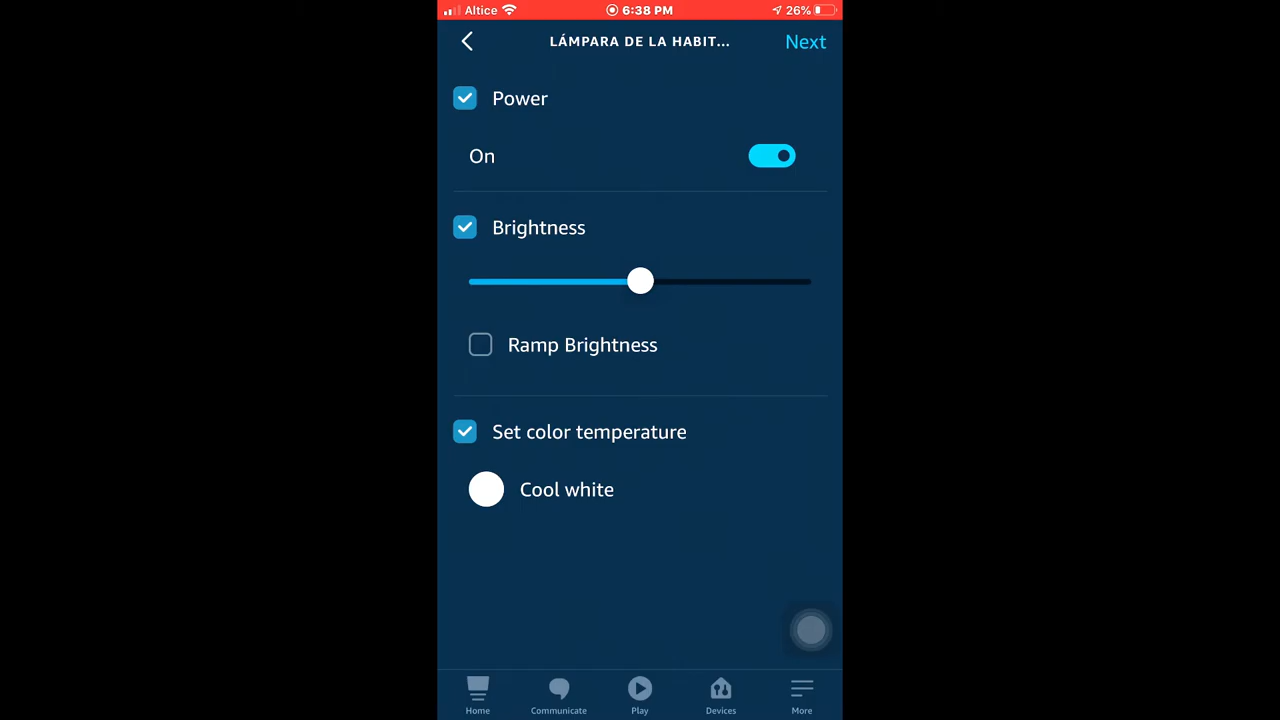 Altice 6:38 PM 26%
LÁMPARA DE LA HABIT... Next
Power
On
Brightness
Ramp Brightness
Set color temperature
Cool white
Home Communicate Play Devices More